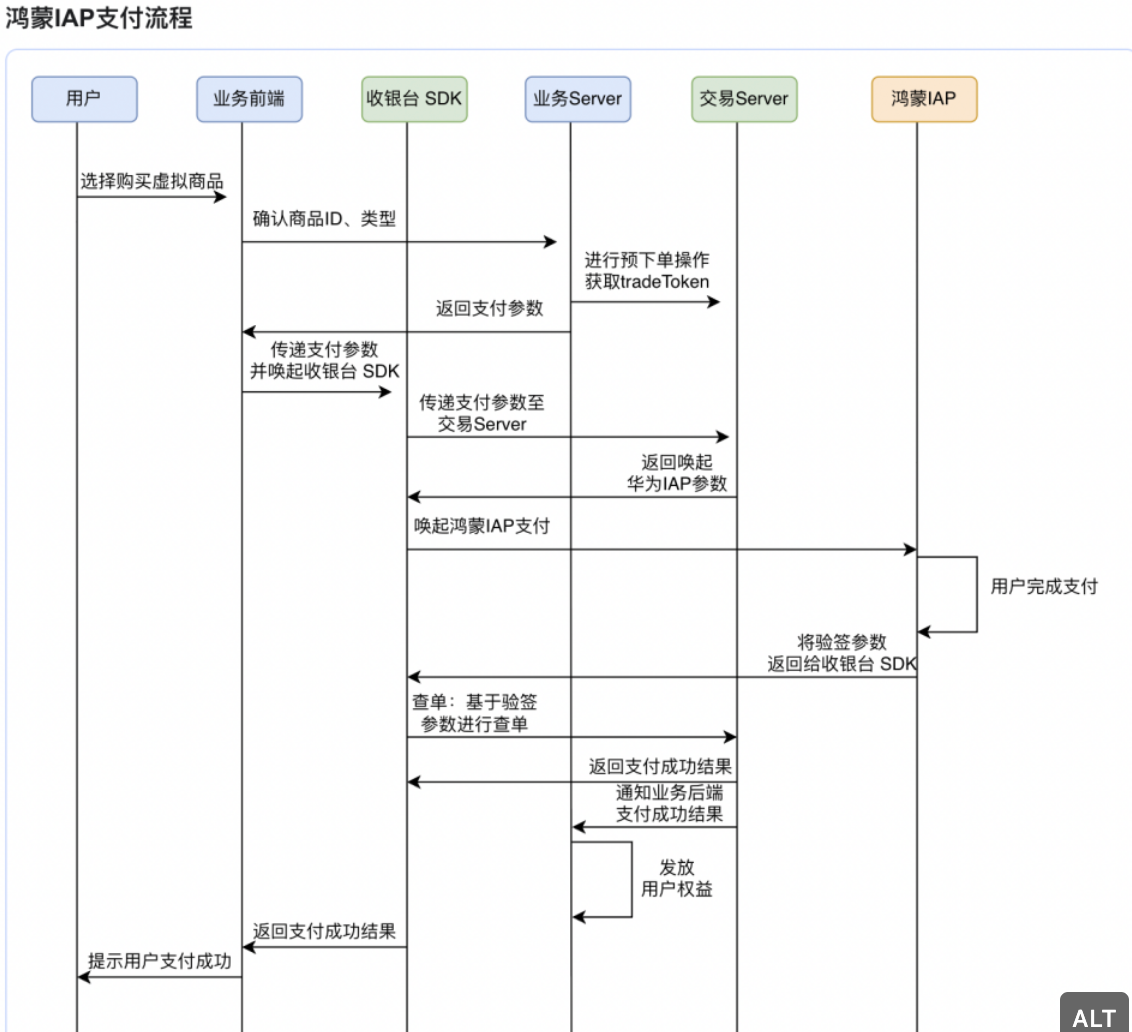 鸿蒙IAP支付流程
用户
业务前端
收银台 SDK
业务Server
交易Server
鸿蒙IAP
选择购买虚拟商品
确认商品ID、类型
进行预下单操作
获取tradeToken
返回支付参数
传递支付参数
并唤起收银台 SDK
传递支付参数至
交易Server
返回唤起
华为IAP参数
唤起鸿蒙IAP支付
用户完成支付
将验签参数
返回给收银台 SDK
查单：基于验签
参数进行查单
返回支付成功结果
通知业务后端
支付成功结果
发放
用户权益
返回支付成功结果
提示用户支付成功
ALT